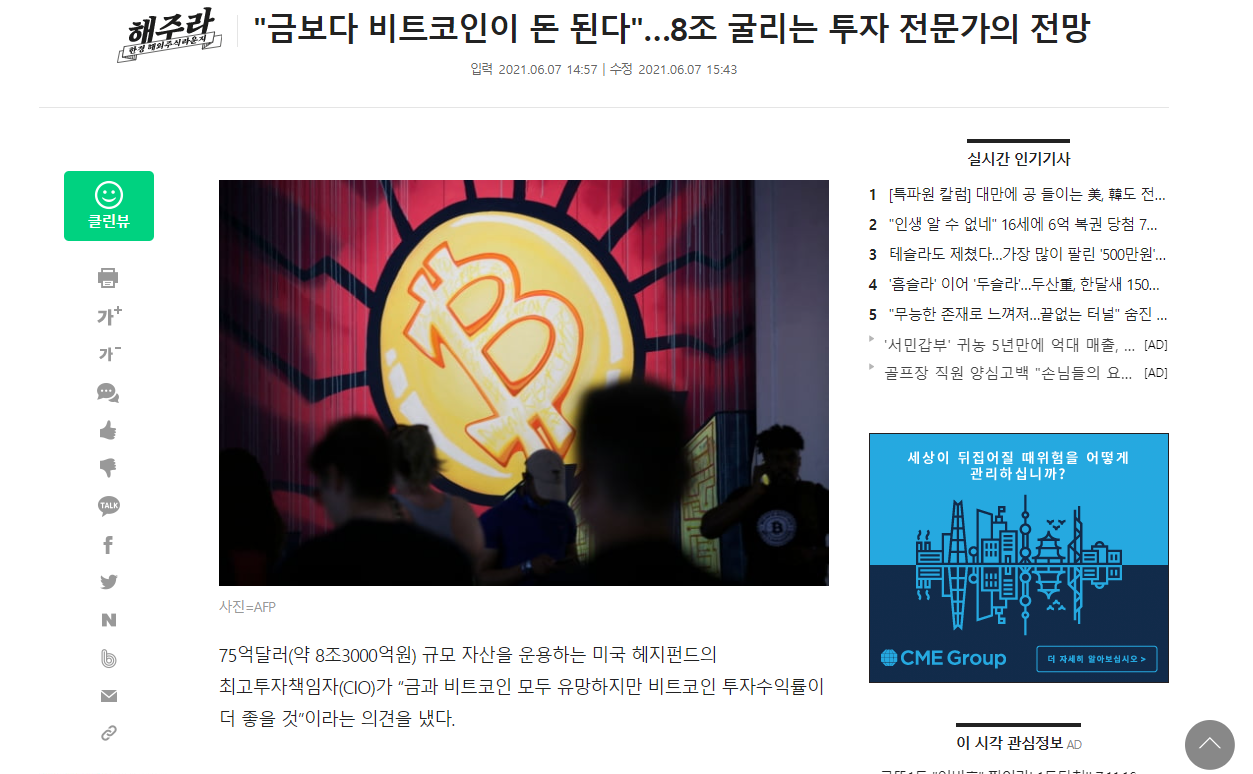 해주라
한경 해외주식라운지
"금보다 비트코인이 돈 된다"…8조 굴리는 투자 전문가의 전망
입력 2021.06.07 14:57 | 수정 2021.06.07 15:43
클린뷰
가+
가-
TALK
f
N
사진=AFP
75억달러(약 8조3000억원) 규모 자산을 운용하는 미국 헤지펀드의
최고투자책임자(CIO)가 “금과 비트코인 모두 유망하지만 비트코인 투자수익률이
더 좋을 것”이라는 의견을 냈다.
실시간 인기기사
1 [특파원 칼럼] 대만에 공 들이는 美, 韓도 전...
2 "인생 알 수 없네" 16세에 6억 복권 당첨 7...
3 테슬라도 제쳤다…가장 많이 팔린 '500만원'...
4 '흠슬라' 이어 '두슬라'…두산重, 한달새 150...
5 "무능한 존재로 느껴져…끝없는 터널" 숨진 ...
'서민갑부' 귀농 5년만에 억대 매출, ... [AD]
골프장 직원 양심고백 "손님들의 요... [AD]
세상이 뒤집어질 때위험을 어떻게
관리하십니까?
CME Group
더 자세히 알아보십시오 >
이 시각 관심정보 AD